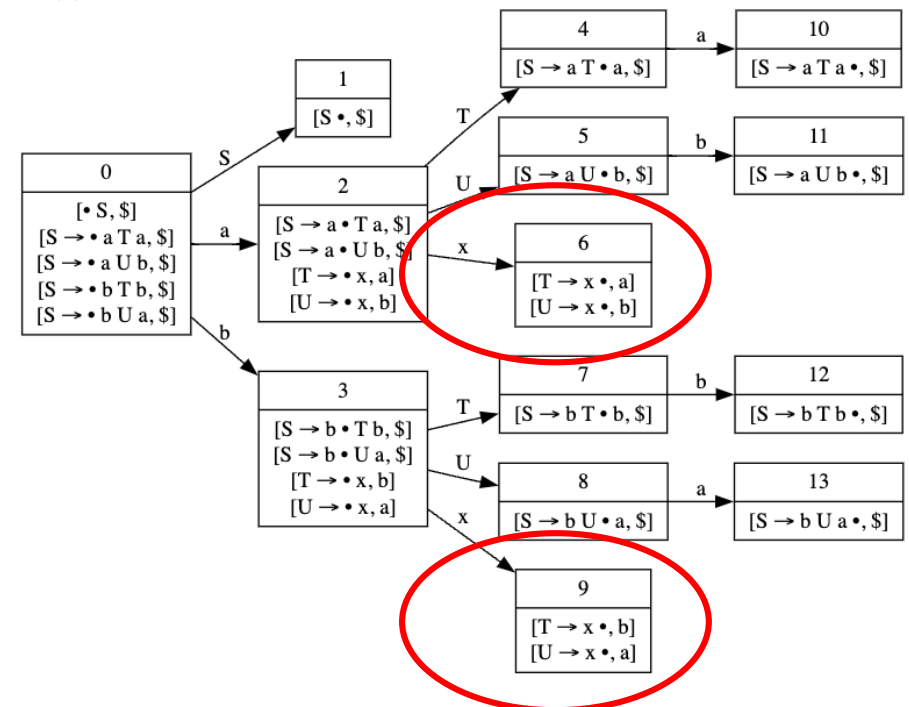 0
[• S, $]
[S → • a T a, $]
[S → • a U b, $]
[S → • b T b, $]
[S → • b U a, $]
S
a
b
1
[S •, $]
2
[S → a • T a, $]
[S → a • U b, $]
[T → • x, a]
[U → • x, b]
T
U
x
3
[S → b • T b, $]
[S → b • U a, $]
[T → • x, b]
[U → • x, a]
T
U
x
4
[S → a T • a, $]
a
10
[S → a T a •, $]
5
[S → a U • b, $]
b
11
[S → a U b •, $]
6
[T → x •, a]
[U → x •, b]
7
[S → b T • b, $]
b
12
[S → b T b •, $]
8
[S → b U • a, $]
a
13
[S → b U a •, $]
9
[T → x •, b]
[U → x •, a]